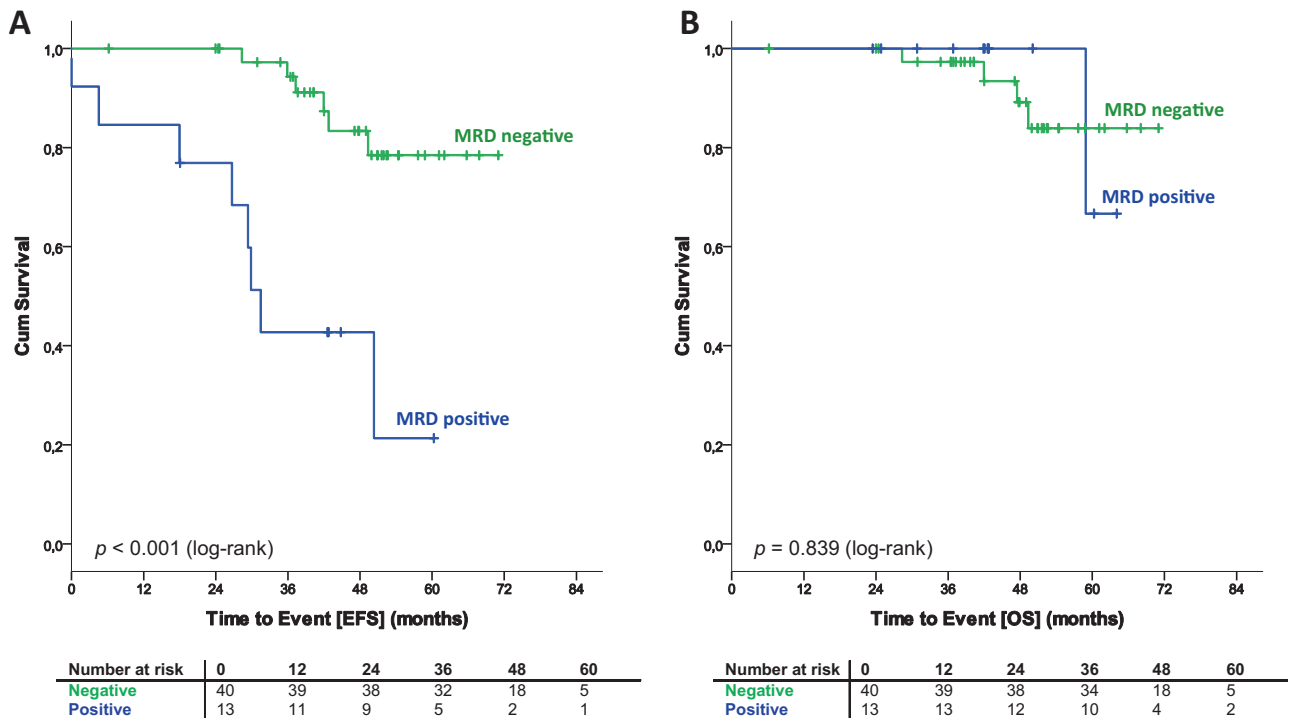 A
1,0
0,8
0,6
0,4
0,2
0,0
Cum Survival
MRD negative
MRD positive
p < 0.001 (log-rank)
0 12 24 36 48 60 72 84
Time to Event [EFS] (months)
Number at risk 0 12 24 36 48 60
Negative 40 39 38 32 18 5
Positive 13 11 9 5 2 1
B
1,0
0,8
0,6
0,4
0,2
0,0
Cum Survival
MRD negative
MRD positive
p = 0.839 (log-rank)
0 12 24 36 48 60 72 84
Time to Event [OS] (months)
Number at risk 0 12 24 36 48 60
Negative 40 39 38 34 18 5
Positive 13 13 12 10 4 2